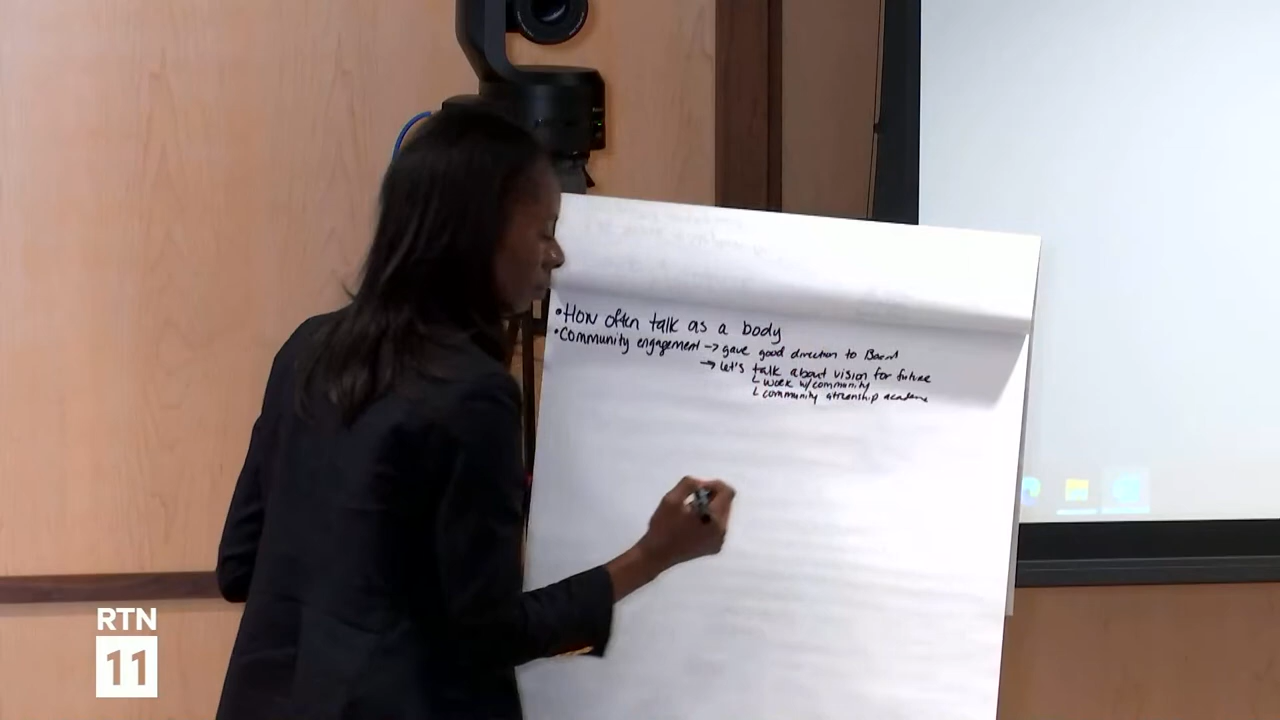 •How often talk as a body
•Community engagement → gave good direction to Board
→ let's talk about vision for future
└ work w/community
└ community citizenship academy
RTN
11